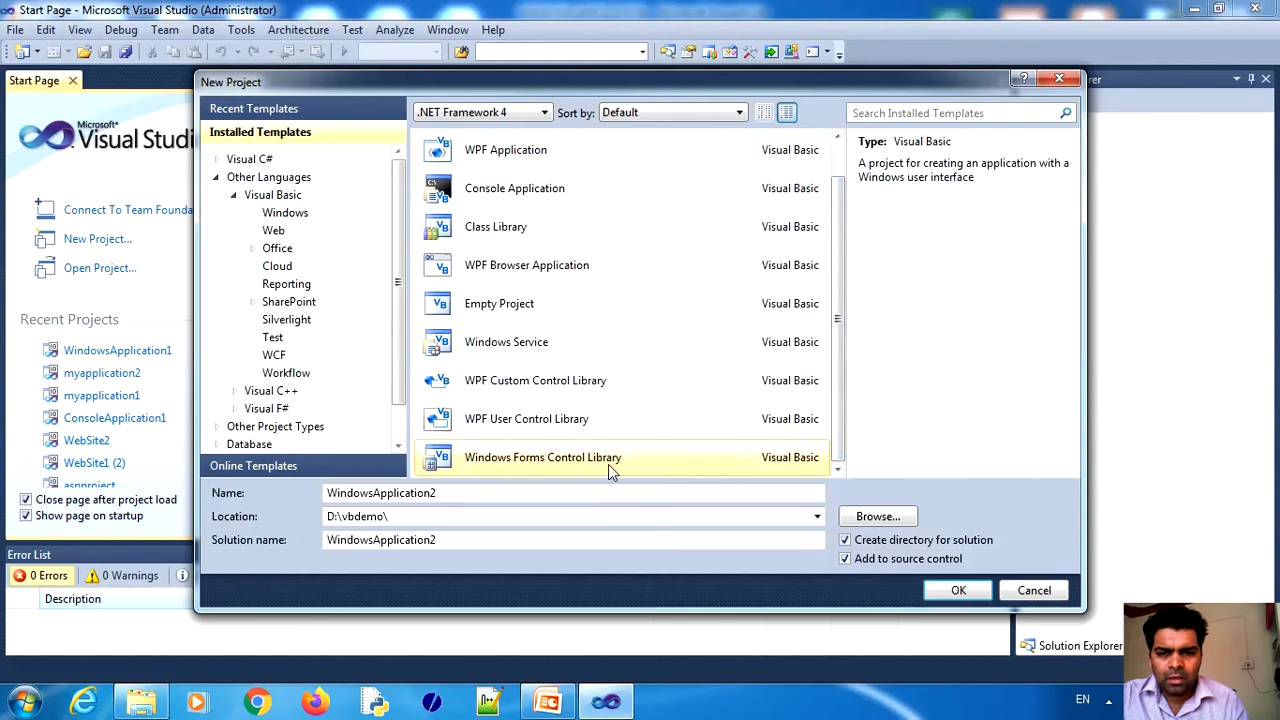 Start Page - Microsoft Visual Studio (Administrator)
File Edit View Debug Team Data Tools Architecture Test Analyze Window Help
Start Page
Microsoft®
Visual Studio
Connect To Team Founda
New Project...
Open Project...
Recent Projects
WindowsApplication1
myapplication2
myapplication1
ConsoleApplication1
WebSite2
WebSite1 (2)
aspproject
Close page after project load
Show page on startup
New Project
Recent Templates
Installed Templates
Visual C#
Other Languages
Visual Basic
Windows
Web
Office
Cloud
Reporting
SharePoint
Silverlight
Test
WCF
Workflow
Visual C++
Visual F#
Other Project Types
Database
Online Templates
.NET Framework 4 Sort by: Default
WPF Application Visual Basic
Console Application Visual Basic
Class Library Visual Basic
WPF Browser Application Visual Basic
Empty Project Visual Basic
Windows Service Visual Basic
WPF Custom Control Library Visual Basic
WPF User Control Library Visual Basic
Windows Forms Control Library Visual Basic
Search Installed Templates
Type: Visual Basic
A project for creating an application with a
Windows user interface
Name: WindowsApplication2
Location: D:\vbdemo\
Browse...
Solution name: WindowsApplication2
Create directory for solution
Add to source control
OK Cancel
Error List
0 Errors 0 Warnings
Description
Solution Explorer
EN